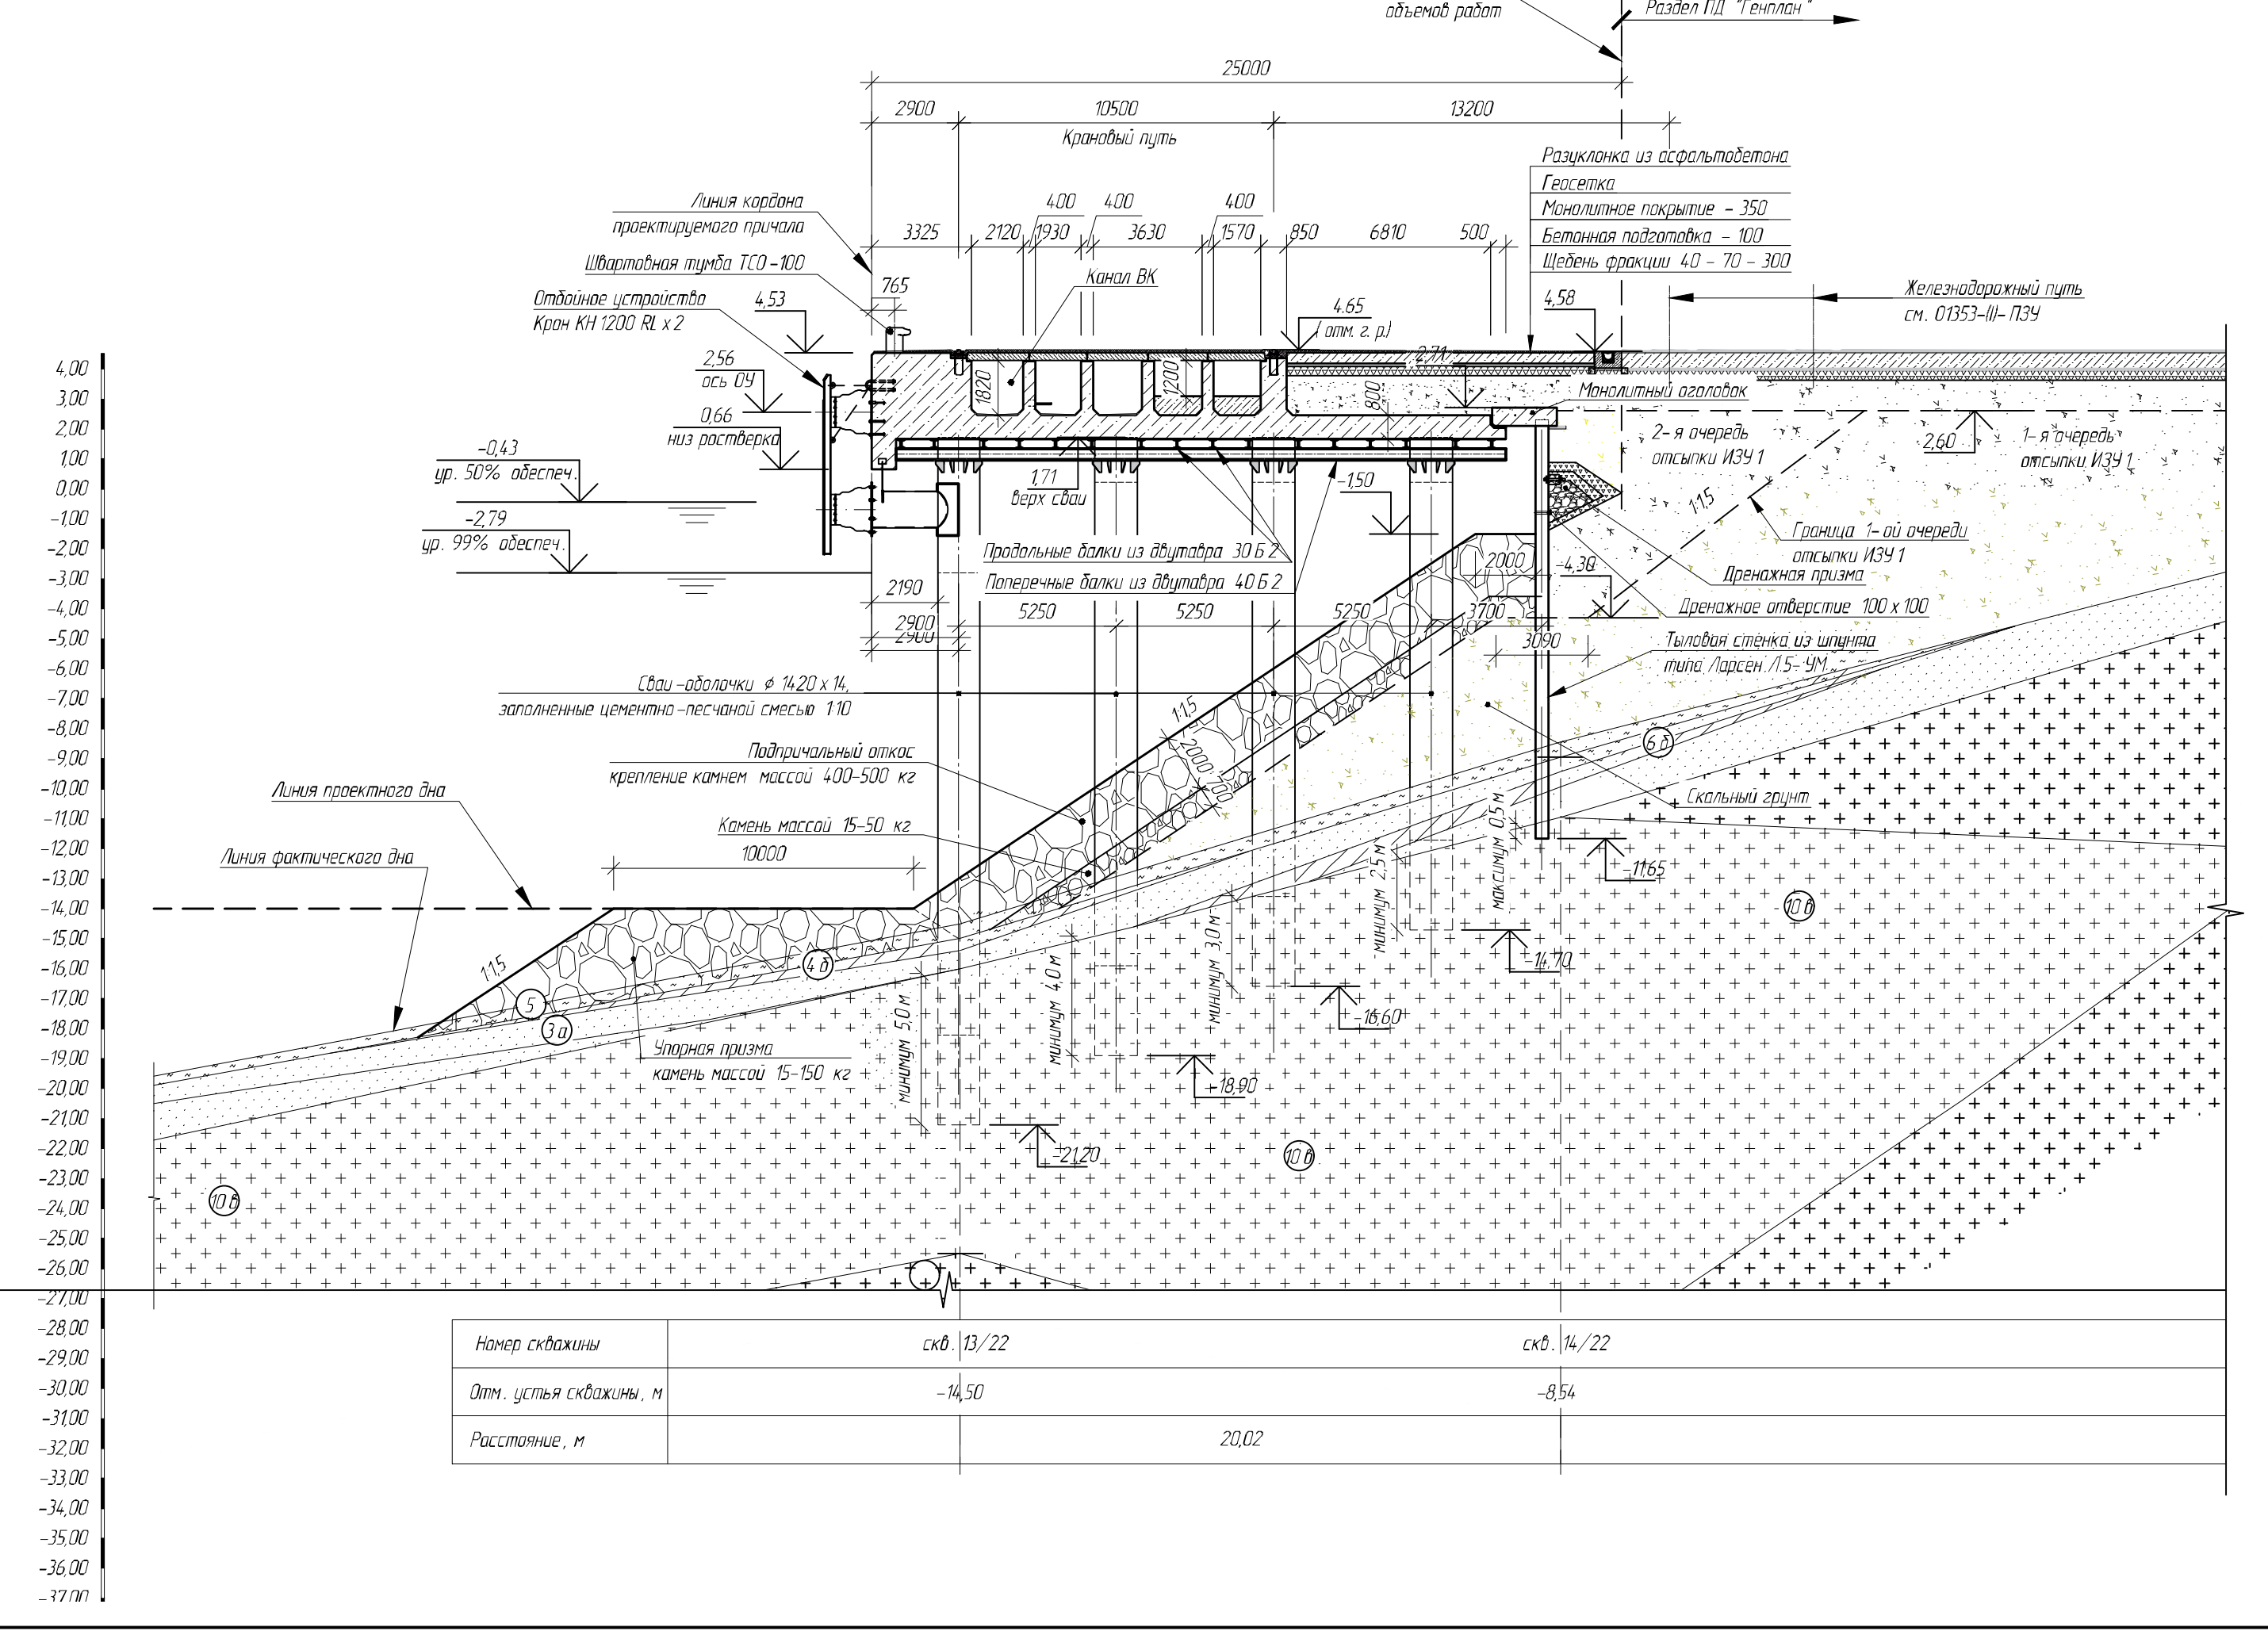 объемов работ
Раздел ПД "Генплан"
25000
2900
10500
13200
Крановый путь
Разуклонка из асфальтобетона
Геосетка
Монолитное покрытие - 350
Бетонная подготовка - 100
Щебень фракции 40 - 70 - 300
Линия кордона
проектируемого причала
400
400
400
3325
2120
1930
3630
1570
850
6810
500
Швартовная тумба ТСО-100
765
Канал ВК
Отбойное устройство
Кран КН 1200 RL x 2
4,53
4.65
(отм. г. р.)
4,58
Железнодорожный путь
см. 01353-(I)- ПЗУ
2,56
ось ОУ
2,71
1820
1200
800
Монолитный оголовок
0,66
низ ростверка
-0,43
ур. 50% обеспеч.
2-я очередь
отсыпки ИЗУ 1
2,60
1-я очередь
отсыпки ИЗУ 1
1,71
верх сваи
-1,50
1:1,5
-2,79
ур. 99% обеспеч.
Продольные балки из двутавра 30 Б 2
Поперечные балки из двутавра 40 Б 2
Граница 1-ой очереди
отсыпки ИЗУ 1
2000
-4,30
Дренажная призма
2190
Дренажное отверстие 100 x 100
2900
5250
5250
5250
3700
2900
3090
Тыловая стенка из шпунта
типа Ларсен Л.5-УМ
Сваи-оболочки ϕ 1420 x 14,
заполненные цементно-песчаной смесью 1:10
1:1,5
2000
700
6 б
Подпричальный откос
крепление камнем массой 400-500 кг
Скальный грунт
Линия проектного дна
Камень массой 15-50 кг
10000
Линия фактического дна
максимум 0,5 м
минимум 2,5 м
-11,65
10 в
минимум 3,0 м
минимум 4,0 м
минимум 5,0 м
-14,70
1:1,5
4 б
5
3 а
-16,60
Упорная призма
камень массой 15-150 кг
-18,90
-21,20
10 в
10 в
4,00
3,00
2,00
1,00
0,00
-1,00
-2,00
-3,00
-4,00
-5,00
-6,00
-7,00
-8,00
-9,00
-10,00
-11,00
-12,00
-13,00
-14,00
-15,00
-16,00
-17,00
-18,00
-19,00
-20,00
-21,00
-22,00
-23,00
-24,00
-25,00
-26,00
-27,00
-28,00
-29,00
-30,00
-31,00
-32,00
-33,00
-34,00
-35,00
-36,00
-37,00
Номер скважины скв. 13/22 скв. 14/22
Отм. устья скважины, м -14,50 -8,54
Расстояние, м 20,02